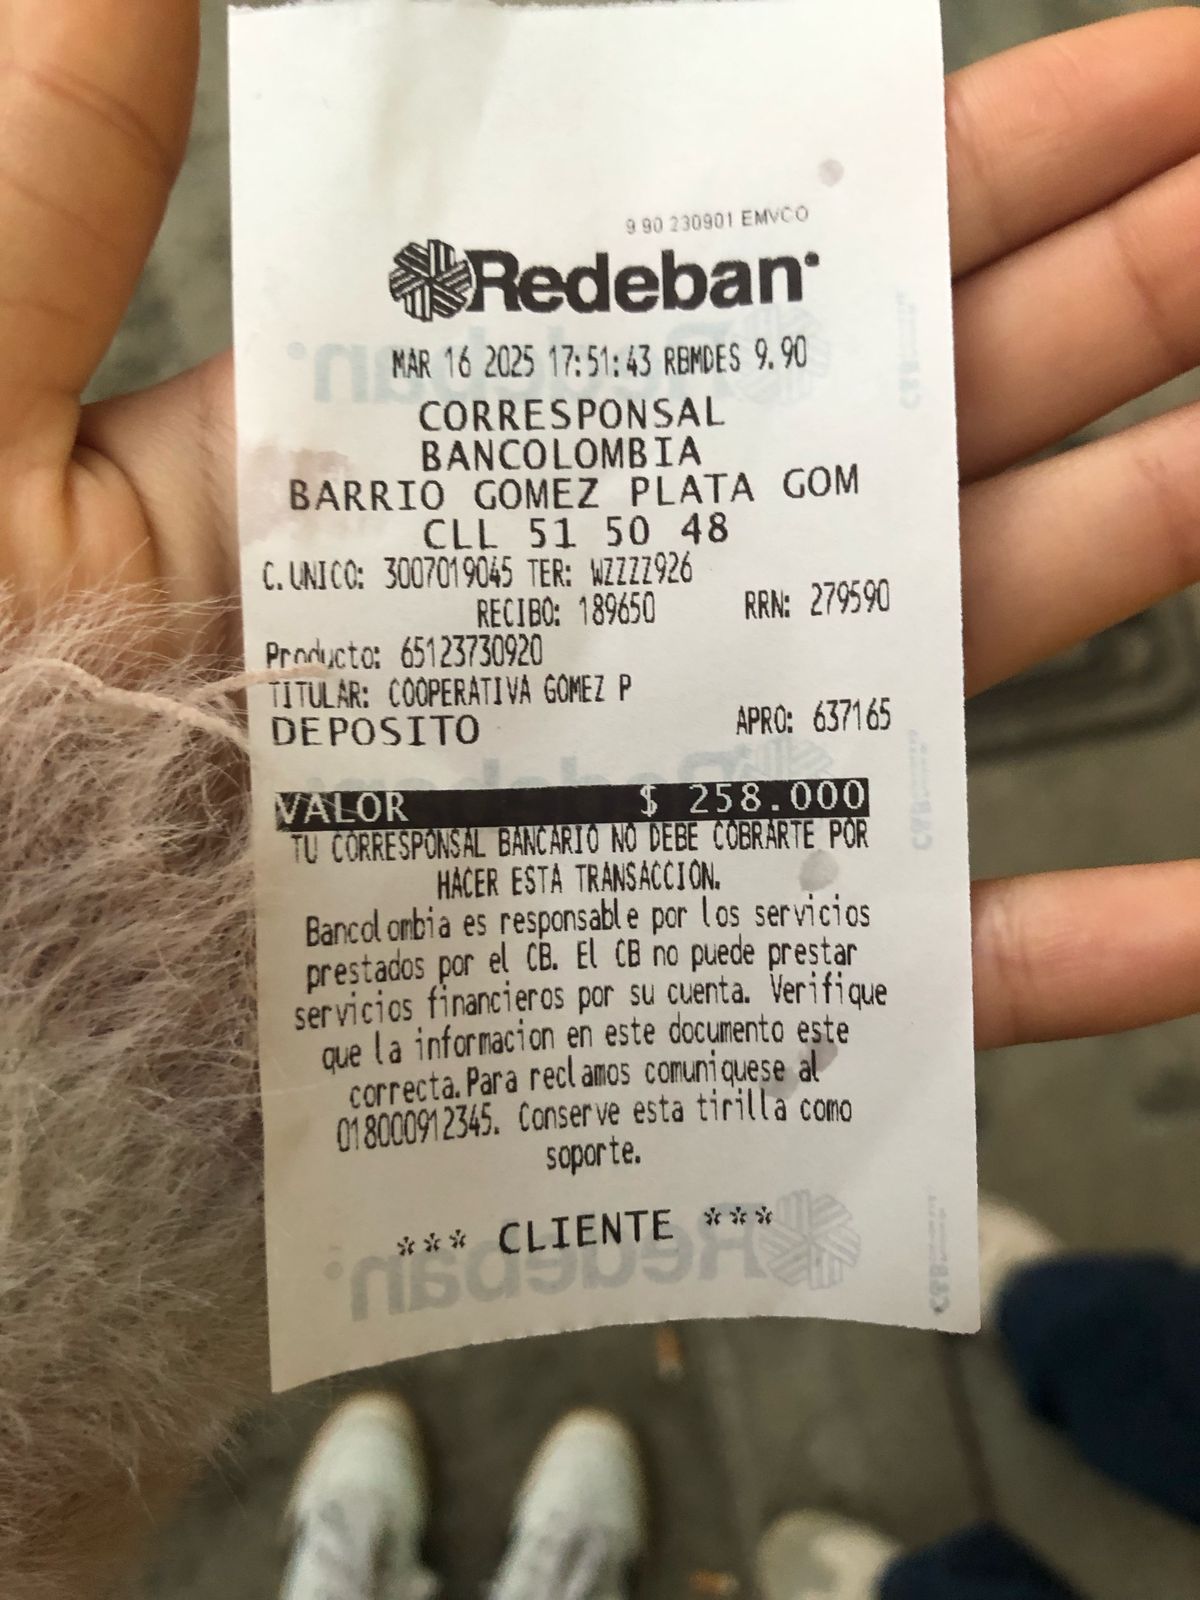 9 90 230901 EMVCO
Redeban
MAR 16 2025 17:51:43 RBMDES 9.90
CORRESPONSAL
BANCOLOMBIA
BARRIO GOMEZ PLATA GOM
CLL 51 50 48
C.UNICO: 3007019045 TER: WZZZZ926
RECIBO: 189650 RRN: 279590
Producto: 65123730920
TITULAR: COOPERATIVA GOMEZ P
DEPOSITO APRO: 637165
VALOR $ 258.000
TU CORRESPONSAL BANCARIO NO DEBE COBRARTE POR
HACER ESTA TRANSACCION.
Bancolombia es responsable por los servicios
prestados por el CB. El CB no puede prestar
servicios financieros por su cuenta. Verifique
que la informacion en este documento este
correcta.Para reclamos comuniquese al
018000912345. Conserve esta tirilla como
soporte.
*** CLIENTE ***